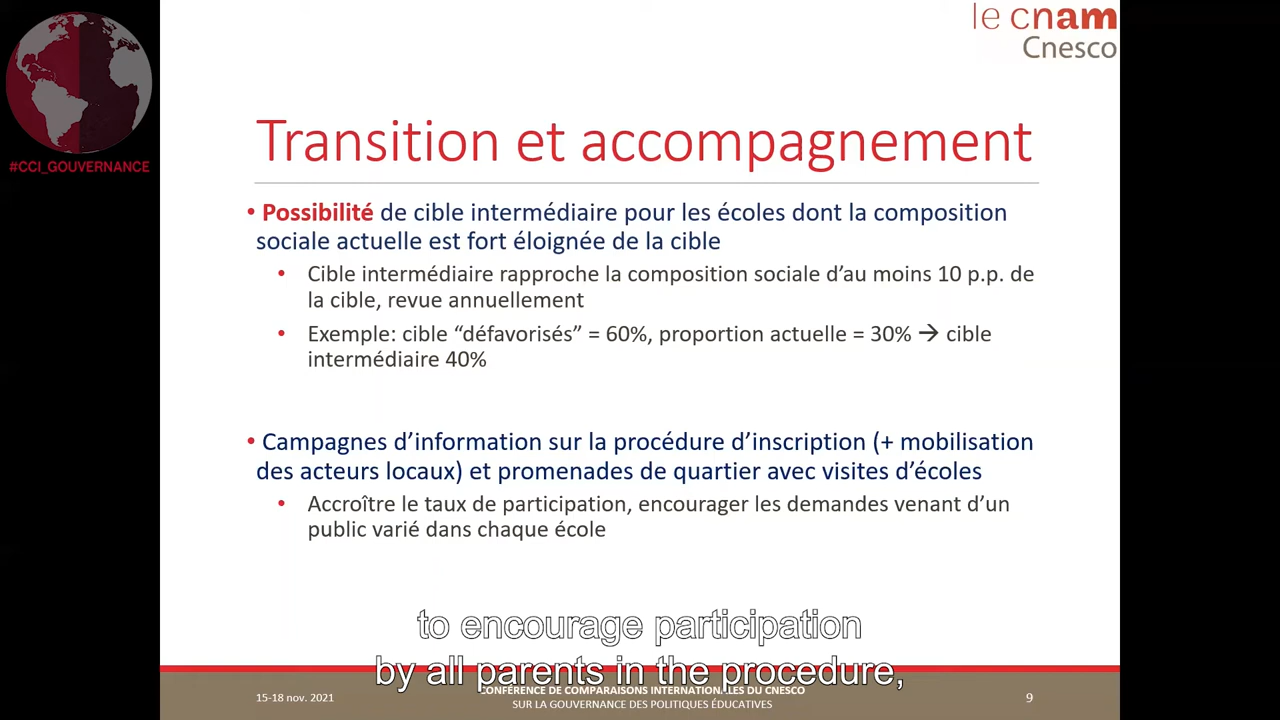 le cnam
Cnesco
#CCI_GOUVERNANCE
Transition et accompagnement
• Possibilité de cible intermédiaire pour les écoles dont la composition
sociale actuelle est fort éloignée de la cible
• Cible intermédiaire rapproche la composition sociale d’au moins 10 p.p. de
la cible, revue annuellement
• Exemple: cible “défavorisés” = 60%, proportion actuelle = 30% → cible
intermédiaire 40%
• Campagnes d’information sur la procédure d’inscription (+ mobilisation
des acteurs locaux) et promenades de quartier avec visites d’écoles
• Accroître le taux de participation, encourager les demandes venant d’un
public varié dans chaque école
to encourage participation
by all parents in the procedure,
15-18 nov. 2021
CONFÉRENCE DE COMPARAISONS INTERNATIONALES DU CNESCO
SUR LA GOUVERNANCE DES POLITIQUES ÉDUCATIVES
9